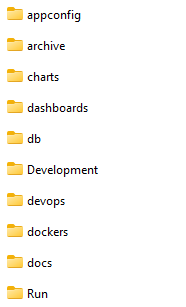 appconfig
archive
charts
dashboards
db
Development
devops
dockers
docs
Run